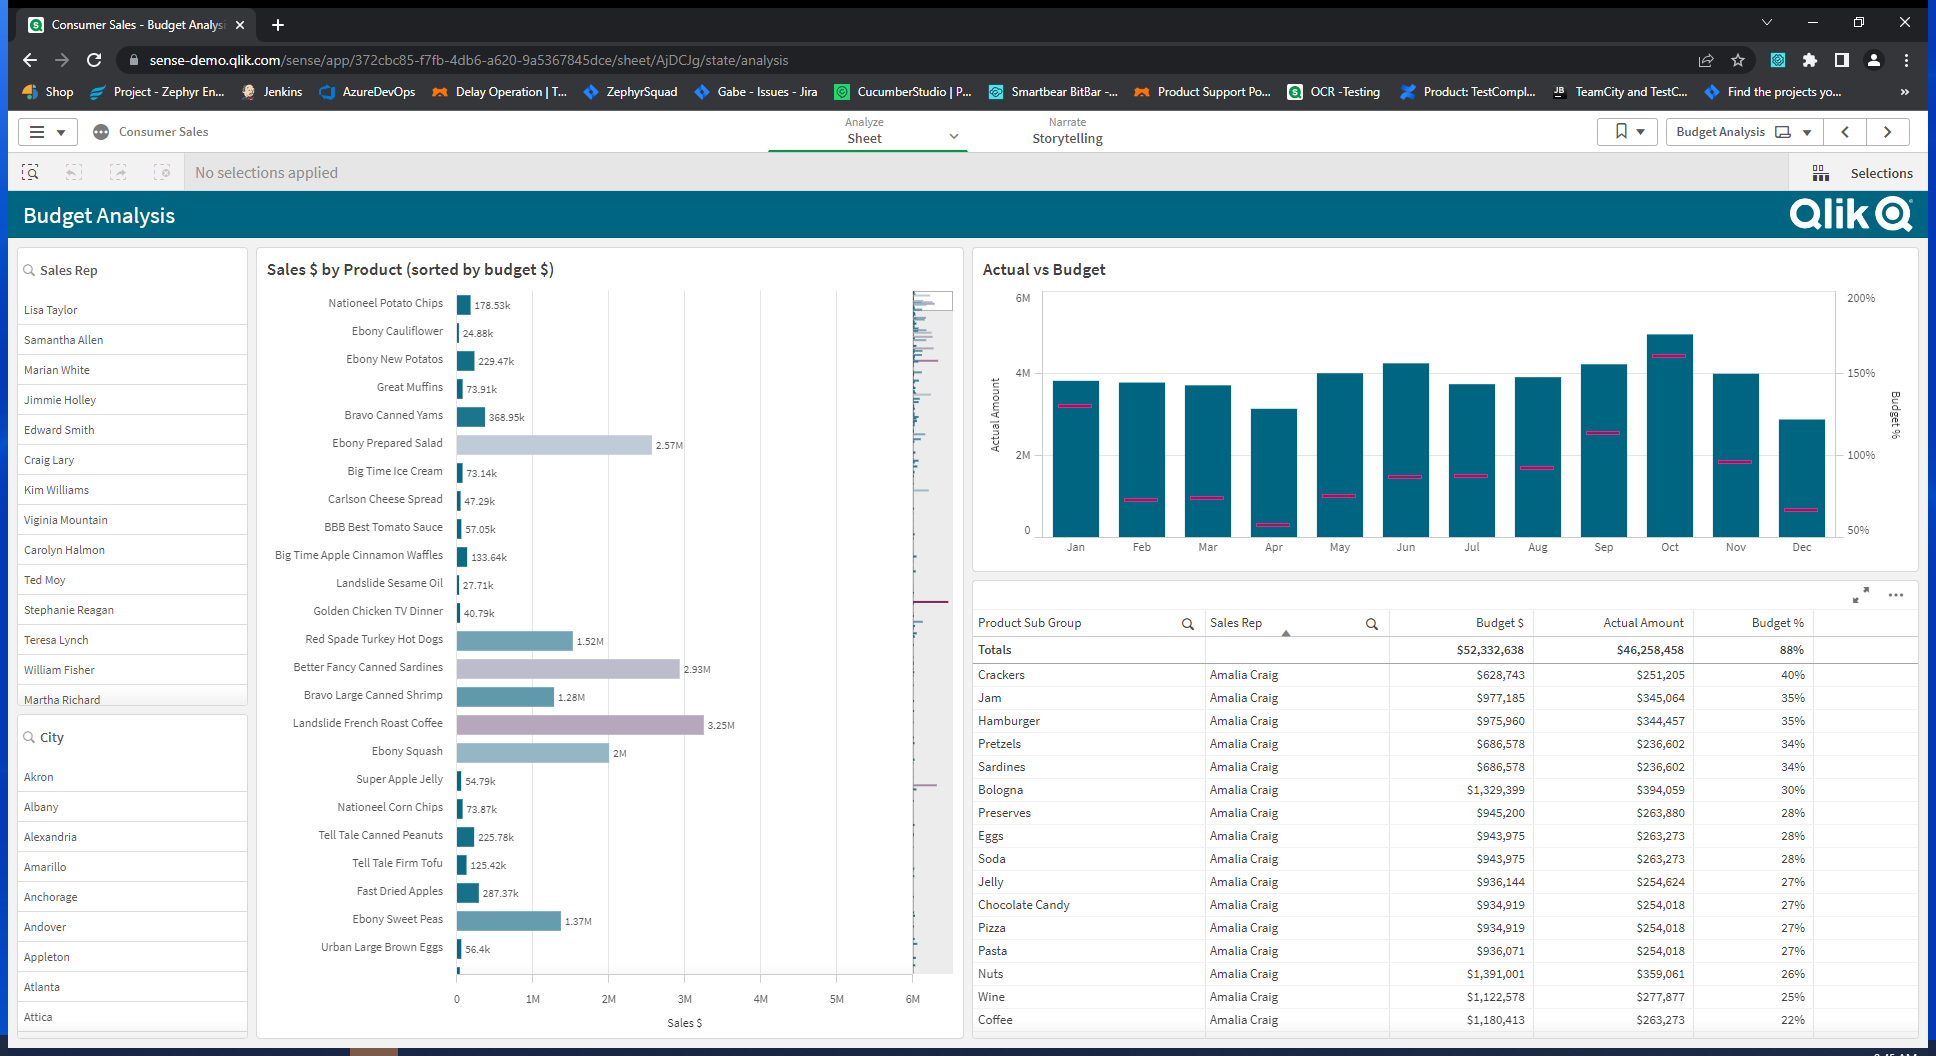 Consumer Sales - Budget Analysi
sense-demo.qlik.com/sense/app/372cbc85-f7fb-4db6-a620-9a5367845dce/sheet/AjDCJg/state/analysis
Shop
Project - Zephyr En...
Jenkins
AzureDevOps
Delay Operation | T...
ZephyrSquad
Gabe - Issues - Jira
CucumberStudio | P...
Smartbear BitBar -...
Product Support Po...
OCR -Testing
Product: TestCompl...
TeamCity and TestC...
Find the projects yo...
»
Consumer Sales
Analyze
Sheet
Narrate
Storytelling
Budget Analysis
No selections applied
Selections
Budget Analysis
Qlik
Sales Rep
Lisa Taylor
Samantha Allen
Marian White
Jimmie Holley
Edward Smith
Craig Lary
Kim Williams
Viginia Mountain
Carolyn Halmon
Ted Moy
Stephanie Reagan
Teresa Lynch
William Fisher
Martha Richard
City
Akron
Albany
Alexandria
Amarillo
Anchorage
Andover
Appleton
Atlanta
Attica
Sales $ by Product (sorted by budget $)
Nationeel Potato Chips 178.53k
Ebony Cauliflower 24.88k
Ebony New Potatos 229.47k
Great Muffins 73.91k
Bravo Canned Yams 368.95k
Ebony Prepared Salad 2.57M
Big Time Ice Cream 73.14k
Carlson Cheese Spread 47.29k
BBB Best Tomato Sauce 57.05k
Big Time Apple Cinnamon Waffles 133.64k
Landslide Sesame Oil 27.71k
Golden Chicken TV Dinner 40.79k
Red Spade Turkey Hot Dogs 1.52M
Better Fancy Canned Sardines 2.93M
Bravo Large Canned Shrimp 1.28M
Landslide French Roast Coffee 3.25M
Ebony Squash 2M
Super Apple Jelly 54.79k
Nationeel Corn Chips 73.87k
Tell Tale Canned Peanuts 225.78k
Tell Tale Firm Tofu 125.42k
Fast Dried Apples 287.37k
Ebony Sweet Peas 1.37M
Urban Large Brown Eggs 56.4k
0 1M 2M 3M 4M 5M 6M
Sales $
Actual vs Budget
6M 200%
4M 150%
2M 100%
0 50%
Actual Amount
Budget %
Jan Feb Mar Apr May Jun Jul Aug Sep Oct Nov Dec
Product Sub Group Sales Rep Budget $ Actual Amount Budget %
Totals $52,332,638 $46,258,458 88%
Crackers Amalia Craig $628,743 $251,205 40%
Jam Amalia Craig $977,185 $345,064 35%
Hamburger Amalia Craig $975,960 $344,457 35%
Pretzels Amalia Craig $686,578 $236,602 34%
Sardines Amalia Craig $686,578 $236,602 34%
Bologna Amalia Craig $1,329,399 $394,059 30%
Preserves Amalia Craig $945,200 $263,880 28%
Eggs Amalia Craig $943,975 $263,273 28%
Soda Amalia Craig $943,975 $263,273 28%
Jelly Amalia Craig $936,144 $254,624 27%
Chocolate Candy Amalia Craig $934,919 $254,018 27%
Pizza Amalia Craig $934,919 $254,018 27%
Pasta Amalia Craig $936,071 $254,018 27%
Nuts Amalia Craig $1,391,001 $359,061 26%
Wine Amalia Craig $1,122,578 $277,877 25%
Coffee Amalia Craig $1,180,413 $263,273 22%